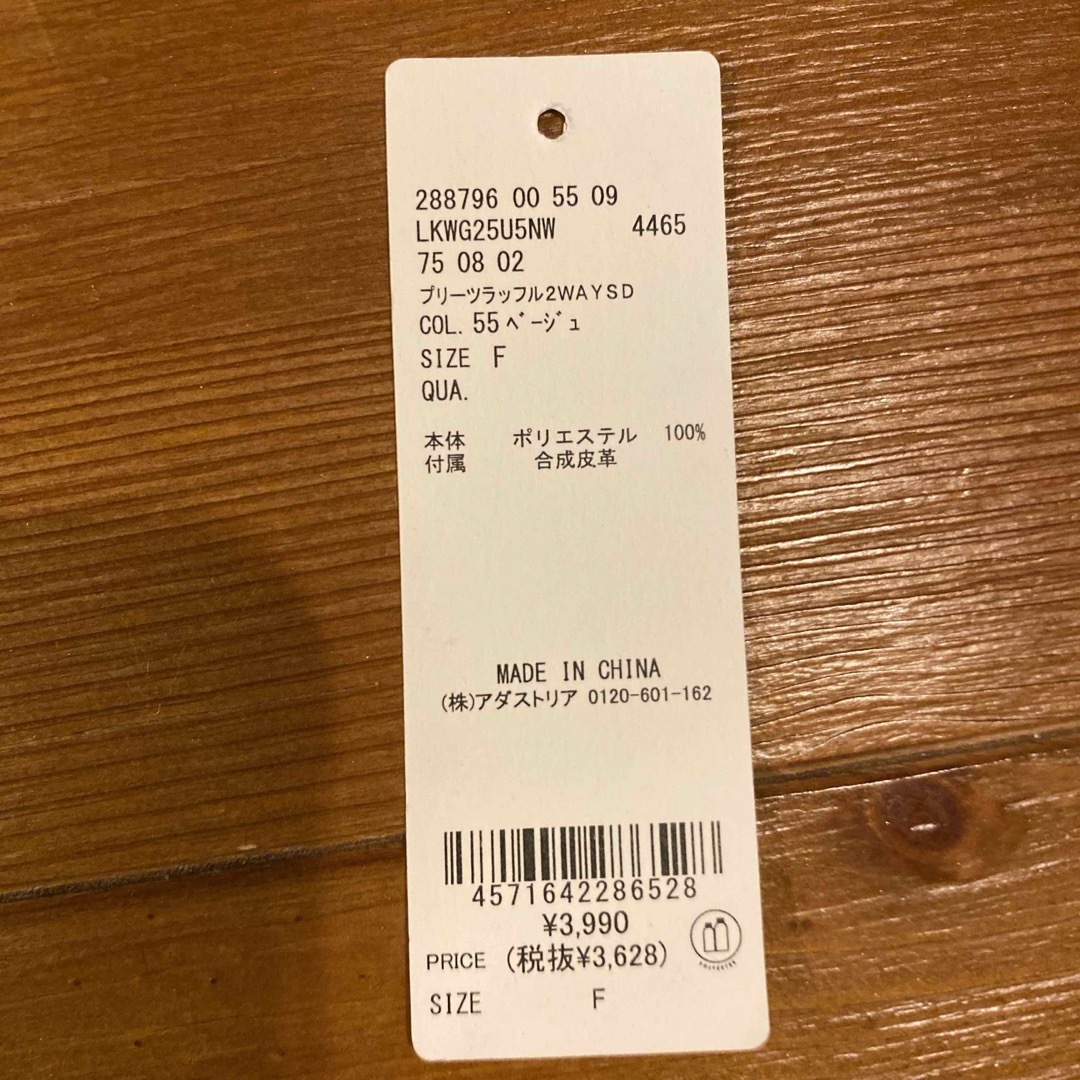 288796 00 55 09
LKWG25U5NW 4465
75 08 02
プリーツラッフル2WAYSD
COL. 55ベージュ
SIZE F
QUA.
本体 ポリエステル 100%
付属 合成皮革
MADE IN CHINA
(株)アダストリア 0120-601-162
4571642286528
¥3,990
PRICE (税抜¥3,628)
SIZE F